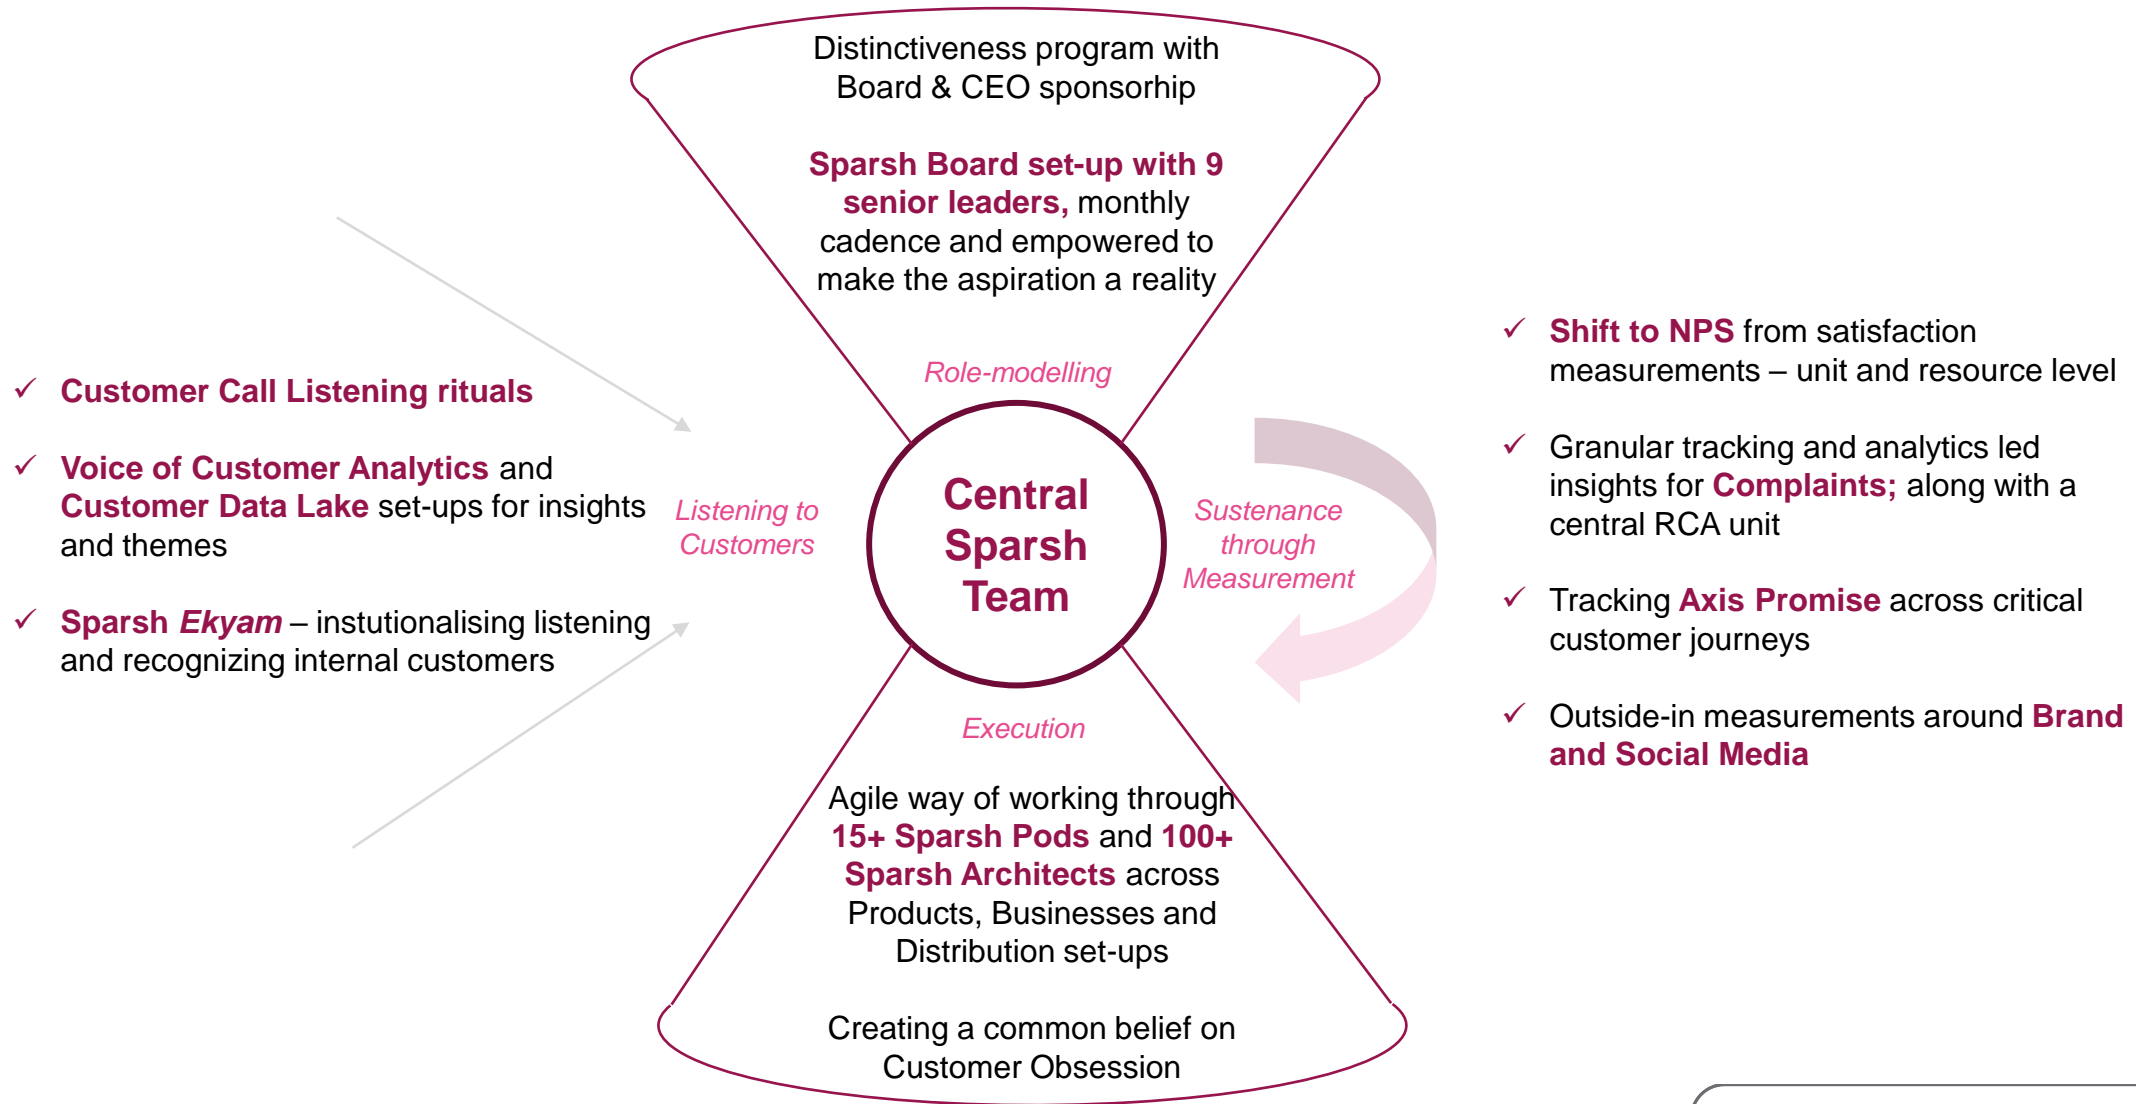 Distinctiveness program with
Board & CEO sponsorhip
Sparsh Board set-up with 9
senior leaders, monthly
cadence and empowered to
make the aspiration a reality
Role-modelling
✓ Customer Call Listening rituals
✓ Voice of Customer Analytics and
Customer Data Lake set-ups for insights
and themes
✓ Sparsh Ekyam – instutionalising listening
and recognizing internal customers
Listening to
Customers
Central
Sparsh
Team
Sustenance
through
Measurement
✓ Shift to NPS from satisfaction
measurements – unit and resource level
✓ Granular tracking and analytics led
insights for Complaints; along with a
central RCA unit
✓ Tracking Axis Promise across critical
customer journeys
✓ Outside-in measurements around Brand
and Social Media
Execution
Agile way of working through
15+ Sparsh Pods and 100+
Sparsh Architects across
Products, Businesses and
Distribution set-ups
Creating a common belief on
Customer Obsession